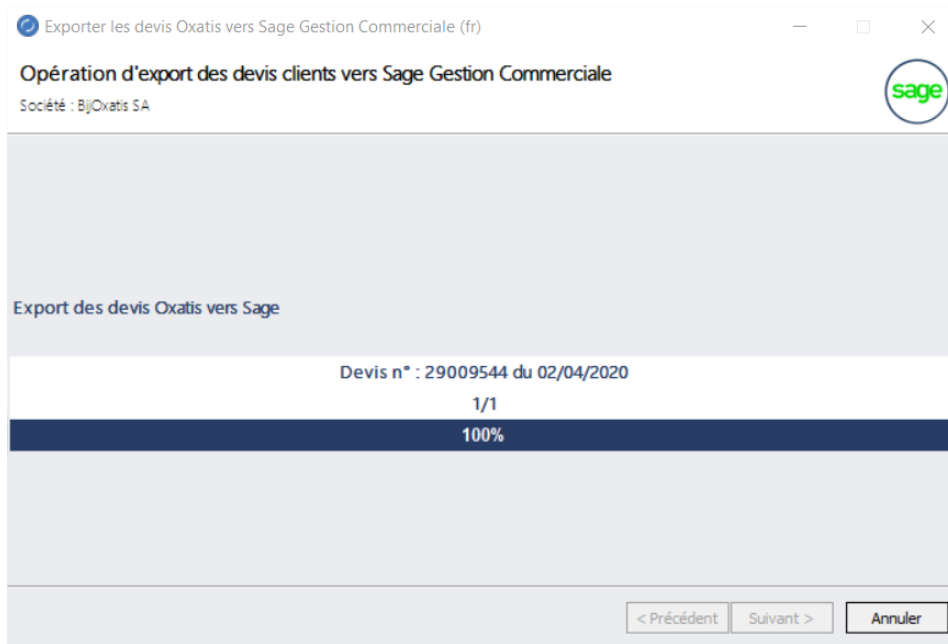 Exporter les devis Oxatis vers Sage Gestion Commerciale (fr)
Opération d'export des devis clients vers Sage Gestion Commerciale
Société : BijOxatis SA
sage
Export des devis Oxatis vers Sage
Devis n° : 29009544 du 02/04/2020
1/1
100%
< Précédent Suivant > Annuler